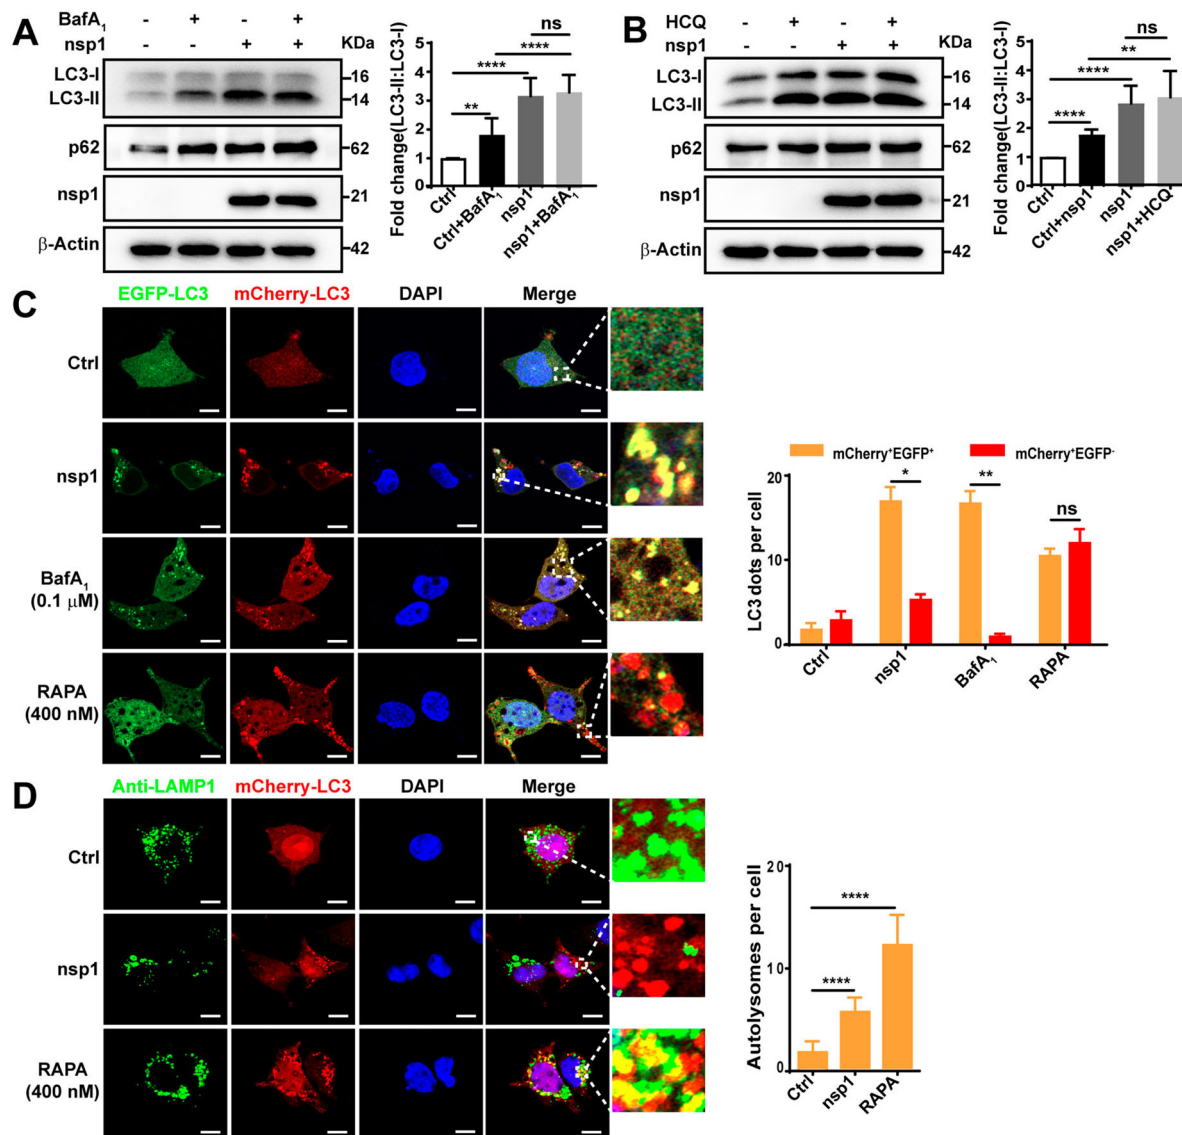 A
BafA1 - + - +
nsp1 - - + + KDa
LC3-I 16
LC3-II 14
p62 62
nsp1 21
β-Actin 42
Fold change(LC3-II:LC3-I)
5
4
3
2
1
0
ns
****
****
**
Ctrl
Ctrl+BafA1
nsp1
nsp1+BafA1
B
HCQ - + - +
nsp1 - - + + KDa
LC3-I 16
LC3-II 14
p62 62
nsp1 21
β-Actin 42
Fold change(LC3-II:LC3-I)
5
4
3
2
1
0
ns
**
****
****
Ctrl
Ctrl+nsp1
nsp1
nsp1+HCQ
C
EGFP-LC3 mCherry-LC3 DAPI Merge
Ctrl
nsp1
BafA1
(0.1 μM)
RAPA
(400 nM)
mCherry+EGFP+ mCherry+EGFP-
LC3 dots per cell
20
10
0
* ** ns
Ctrl
nsp1
BafA1
RAPA
D
Anti-LAMP1 mCherry-LC3 DAPI Merge
Ctrl
nsp1
RAPA
(400 nM)
Autolysomes per cell
20
10
0
****
****
Ctrl
nsp1
RAPA